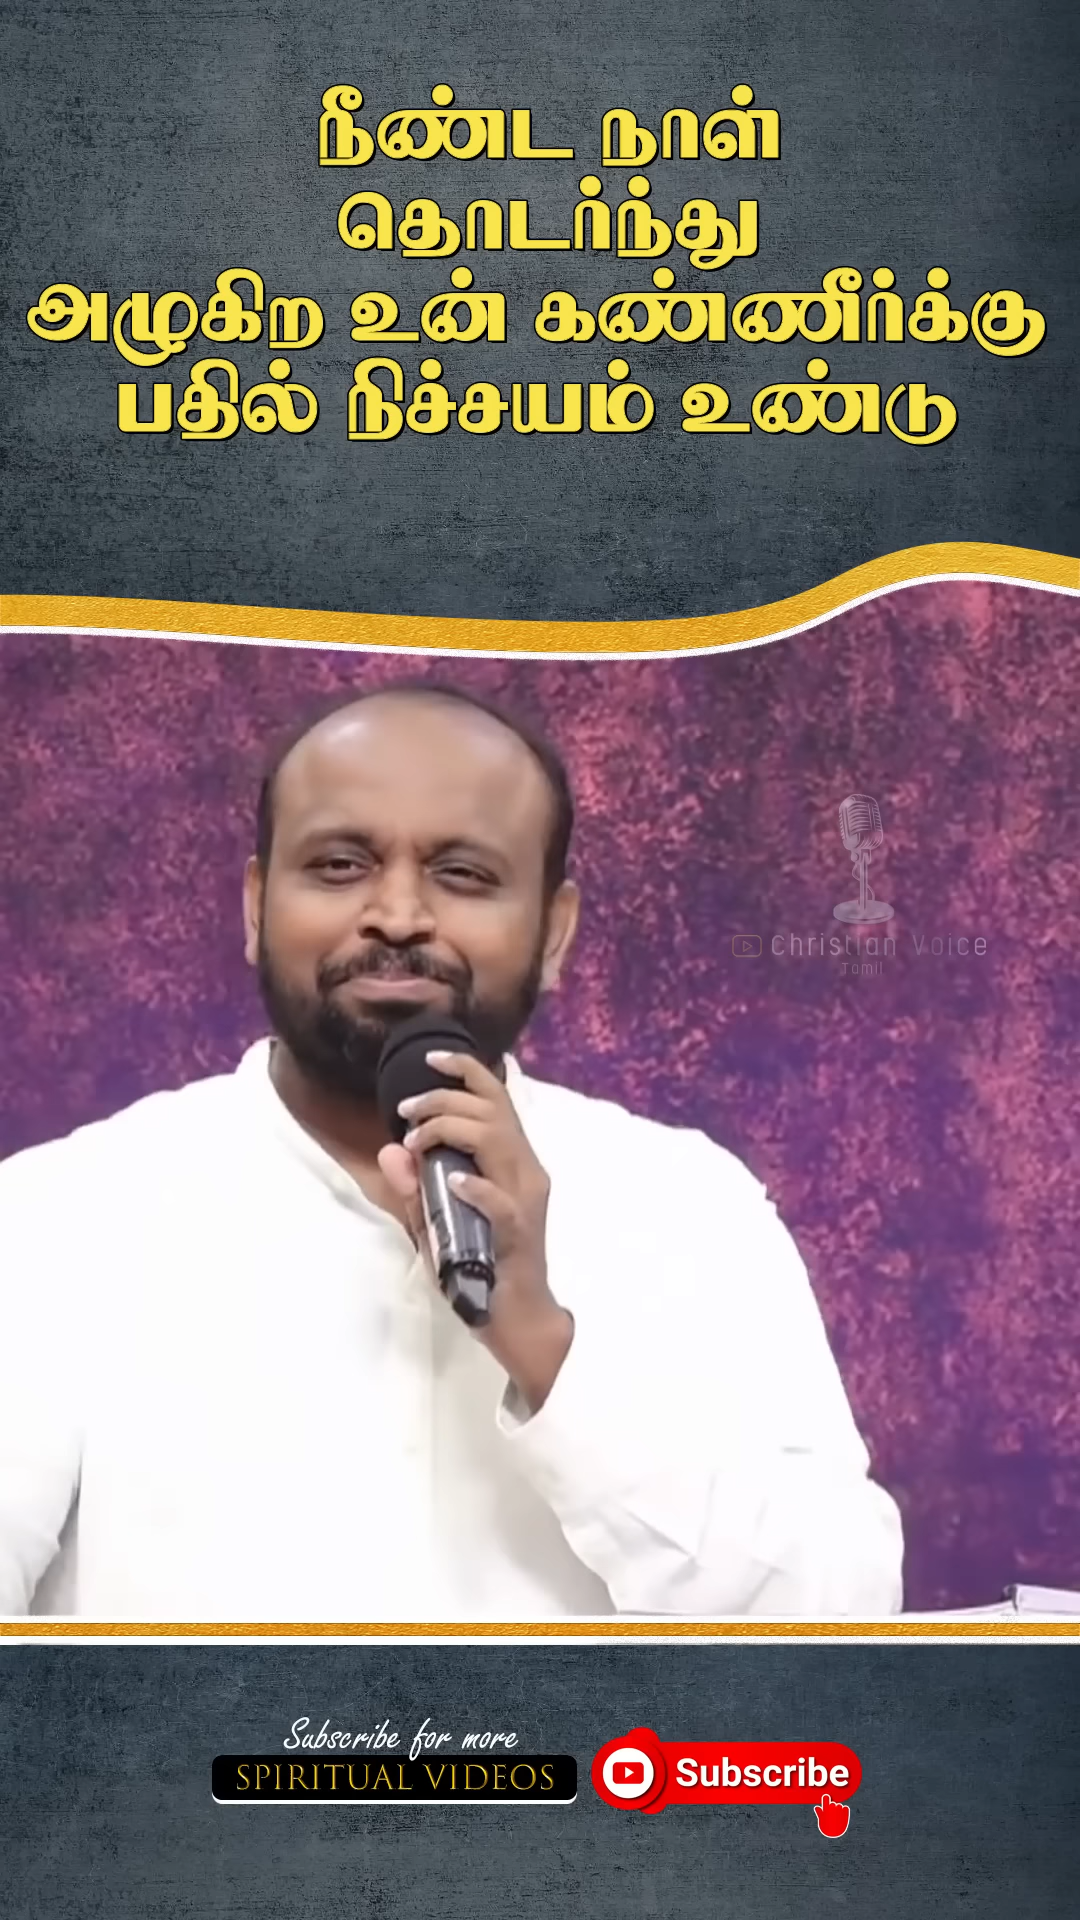 நீண்ட நாள்
தொடர்ந்து
அழுகிற உன் கண்ணீர்க்கு
பதில் நிச்சயம் உண்டு
Christian Voice
Tamil
Subscribe for more
SPIRITUAL VIDEOS
Subscribe